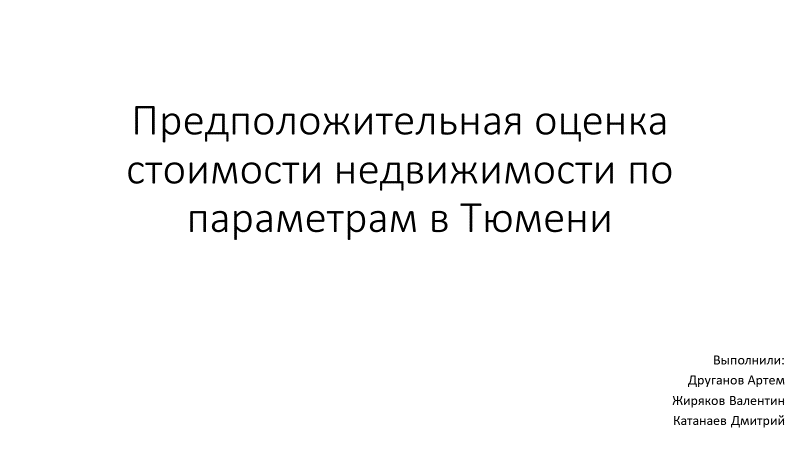 Предположительная оценка
стоимости недвижимости по
параметрам в Тюмени
Выполнили:
Друганов Артем
Жиряков Валентин
Катанаев Дмитрий